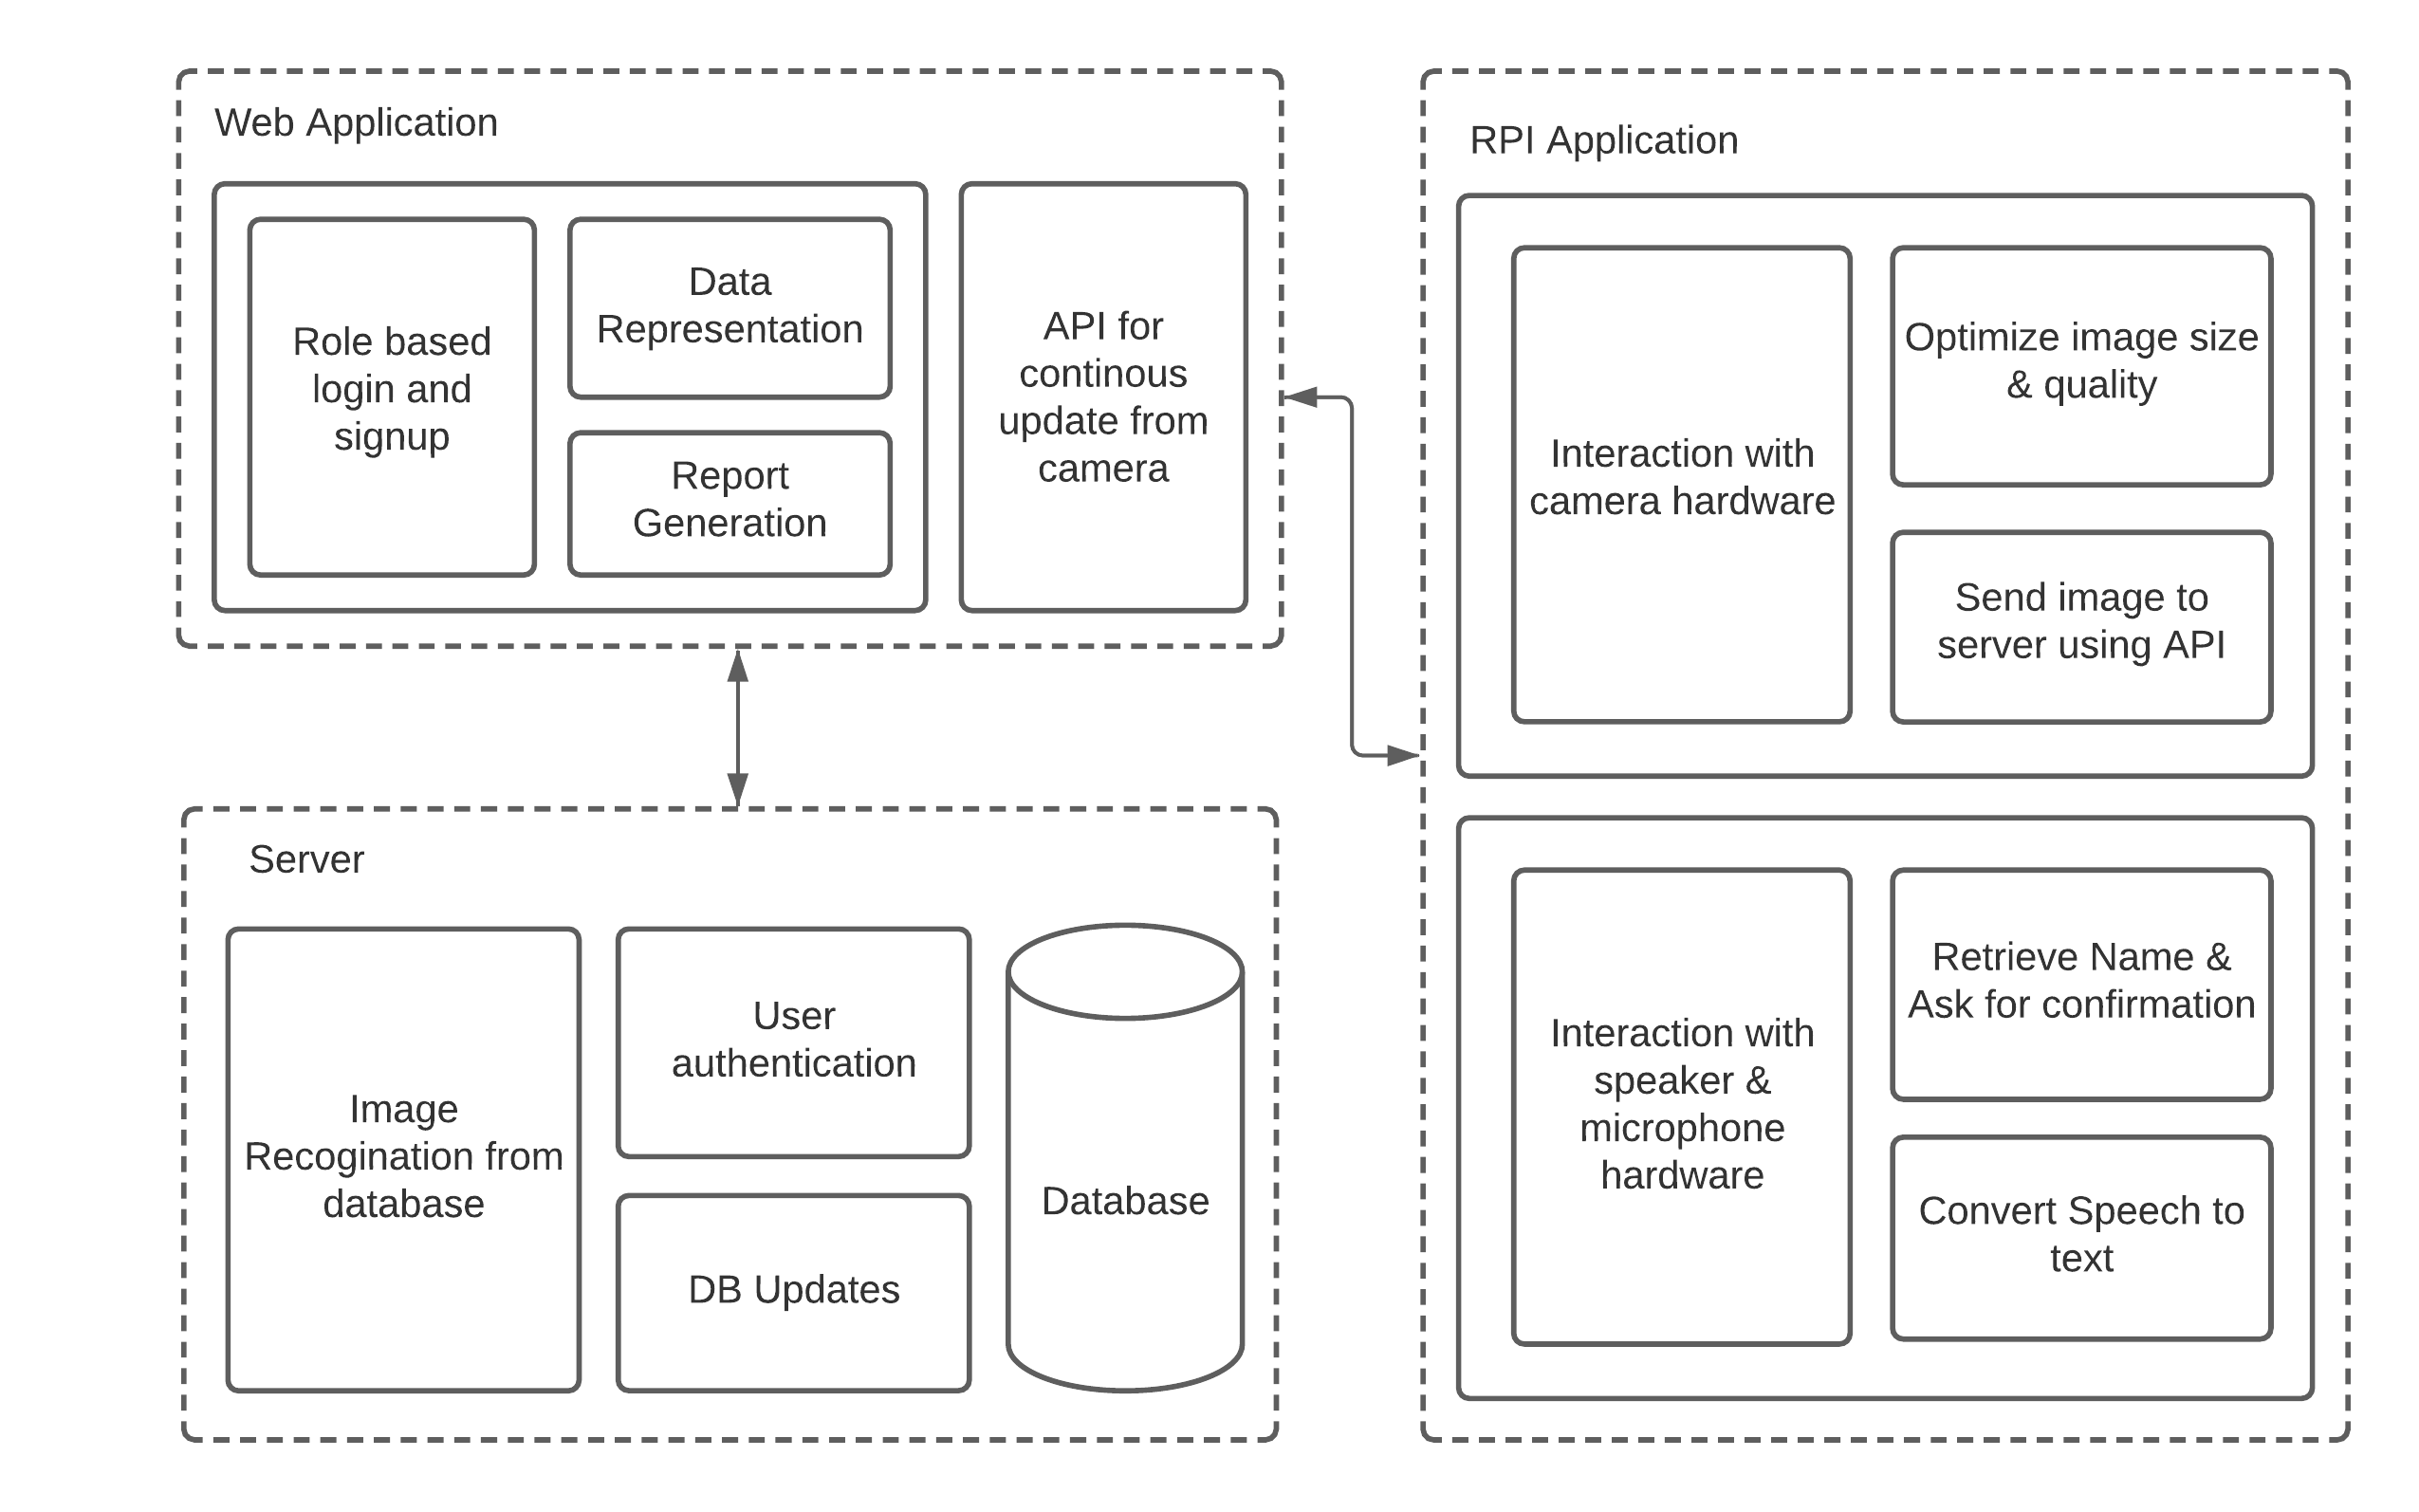 Web Application
Role based
login and
signup
Data
Representation
Report
Generation
API for
continous
update from
camera
RPI Application
Interaction with
camera hardware
Optimize image size
& quality
Send image to
server using API
Server
Image
Recogination from
database
User
authentication
DB Updates
Database
Interaction with
speaker &
microphone
hardware
Retrieve Name &
Ask for confirmation
Convert Speech to
text